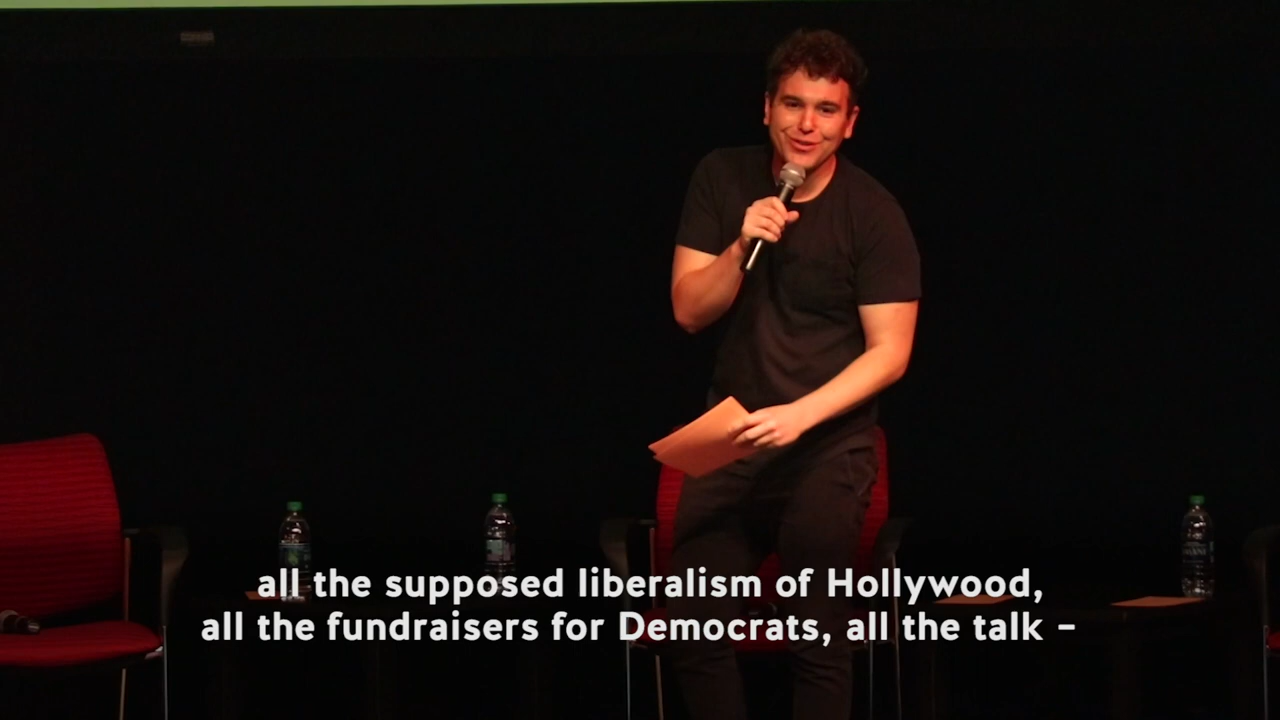 all the supposed liberalism of Hollywood,
all the fundraisers for Democrats, all the talk –